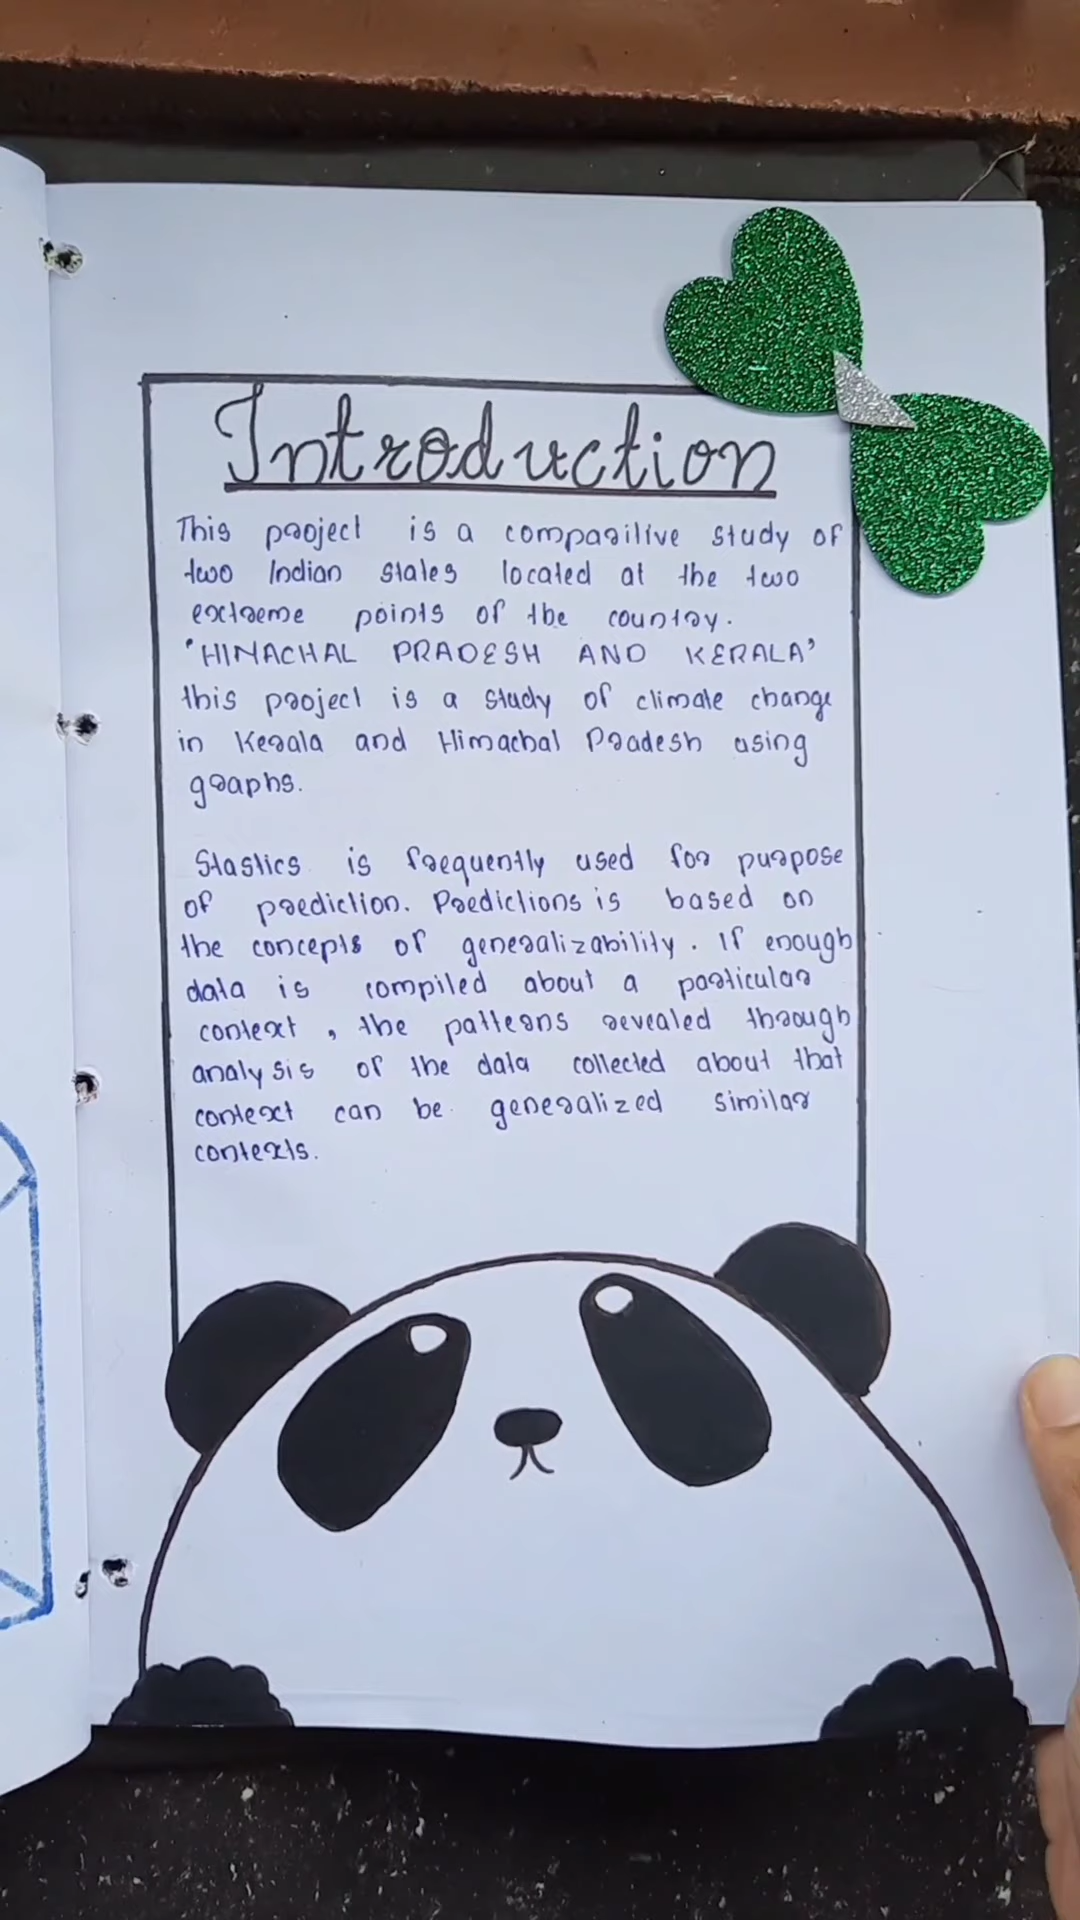 Introduction
This project is a comparitive study of
two Indian states located at the two
extreme points of the country.
'HIMACHAL PRADESH AND KERALA'
this project is a study of climate change
in Kerala and Himachal Pradesh using
graphs.
Stastics is frequently used for purpose
of prediction. Predictions is based on
the concepts of generalizability. If enough
data is compiled about a particular
context, the patterns revealed through
analysis of the data collected about that
context can be generalized similar
contexts.